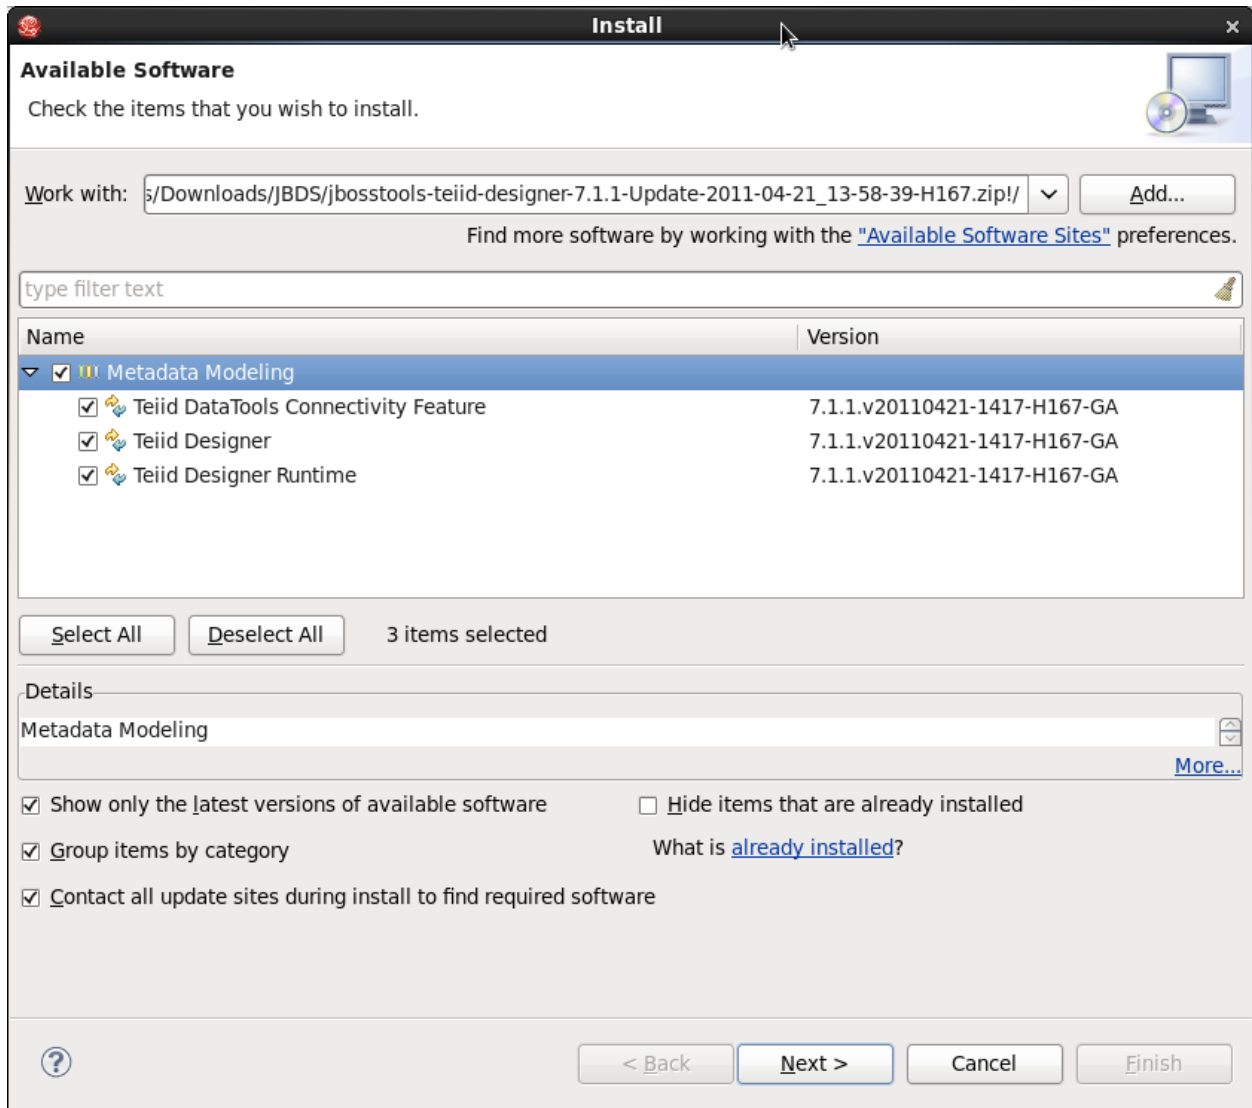 Install
Available Software
Check the items that you wish to install.
Work with: s/Downloads/JBDS/jbosstools-teiid-designer-7.1.1-Update-2011-04-21_13-58-39-H167.zip!/ Add...
Find more software by working with the "Available Software Sites" preferences.
type filter text
Name Version
Metadata Modeling
Teiid DataTools Connectivity Feature 7.1.1.v20110421-1417-H167-GA
Teiid Designer 7.1.1.v20110421-1417-H167-GA
Teiid Designer Runtime 7.1.1.v20110421-1417-H167-GA
Select All Deselect All 3 items selected
Details
Metadata Modeling
More...
Show only the latest versions of available software Hide items that are already installed
Group items by category What is already installed?
Contact all update sites during install to find required software
? < Back Next > Cancel Finish